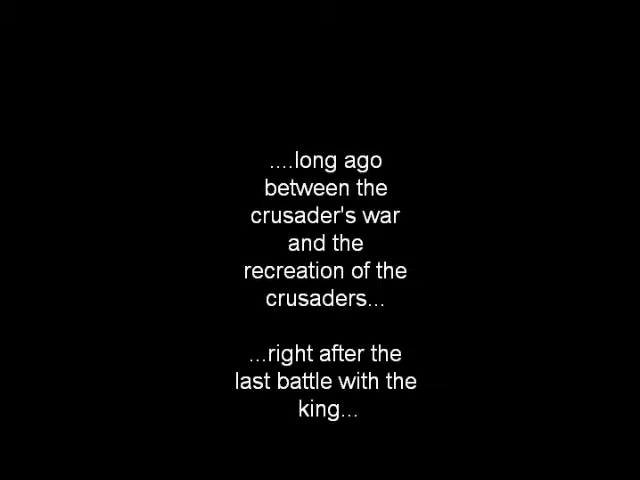 ....long ago
between the
crusader's war
and the
recreation of the
crusaders...
...right after the
last battle with the
king...